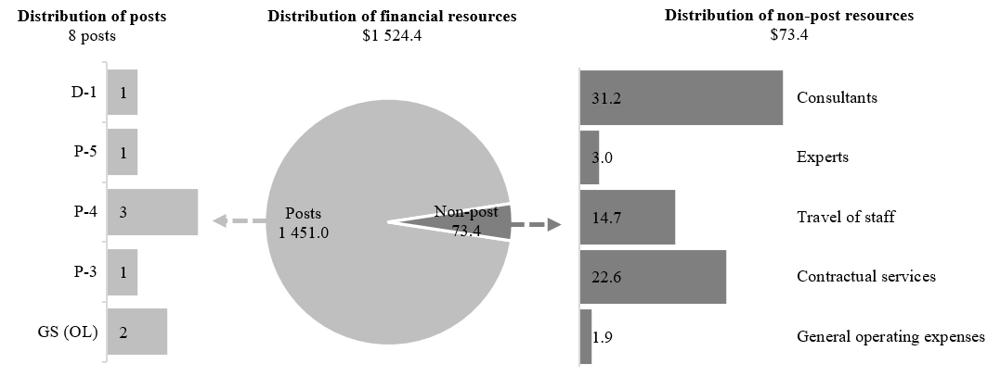 Distribution of posts
8 posts
D-1
1
P-5
1
P-4
3
P-3
1
GS (OL)
2
Distribution of financial resources
$1 524.4
Posts
1 451.0
Non-post
73.4
Distribution of non-post resources
$73.4
31.2
Consultants
3.0
Experts
14.7
Travel of staff
22.6
Contractual services
1.9
General operating expenses